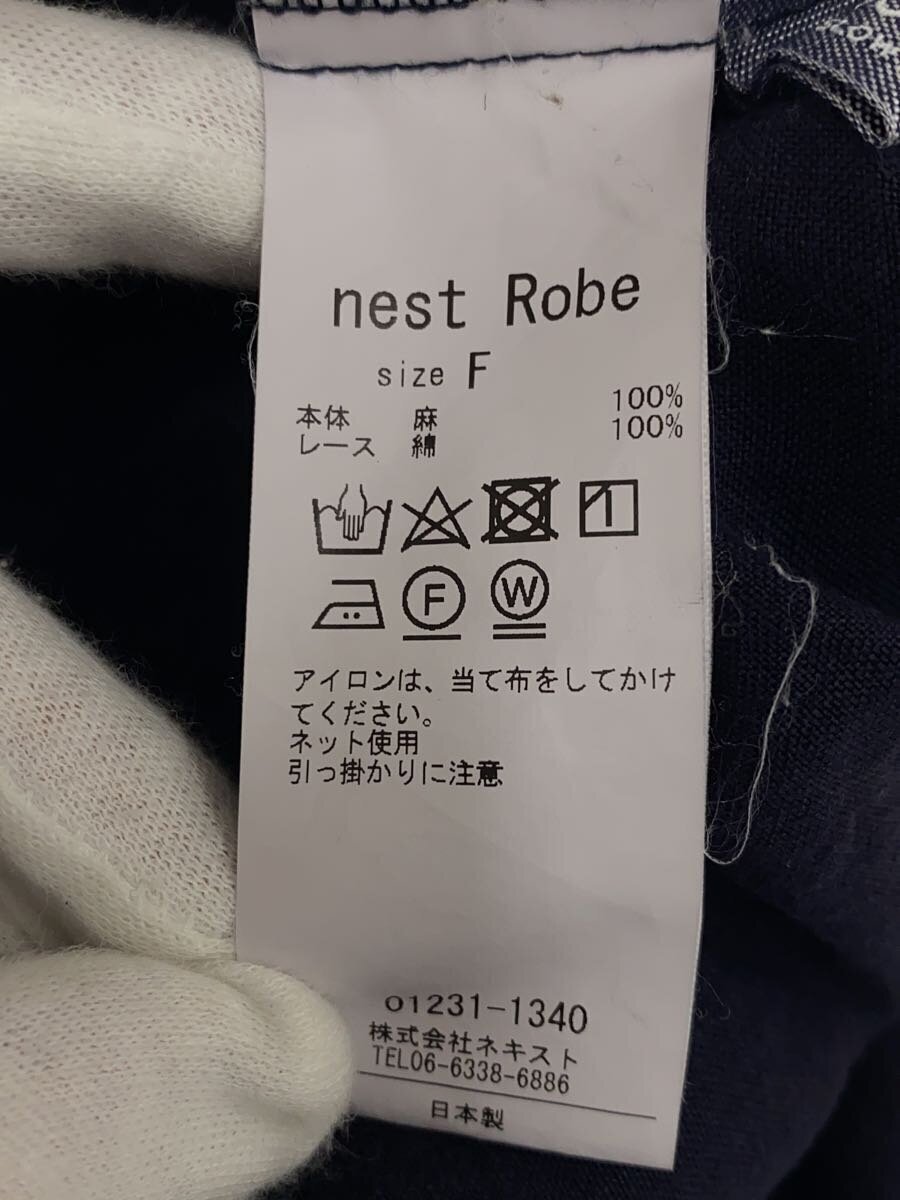 nest Robe
size F
本体 麻 100%
レース 綿 100%
F W
アイロンは、当て布をしてかけ
てください。
ネット使用
引っ掛かりに注意
01231-1340
株式会社ネキスト
TEL06-6338-6886
日本製